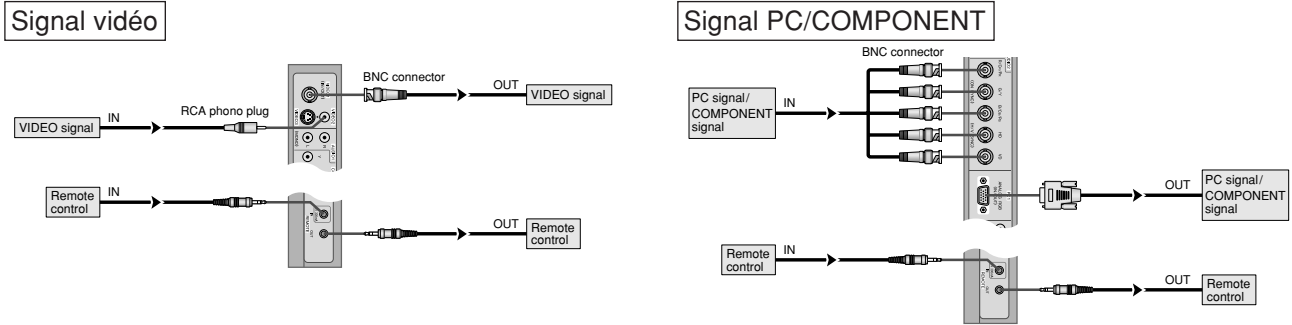 Signal vidéo
BNC connector
OUT
VIDEO signal
RCA phono plug
IN
VIDEO signal
Remote
control
IN
OUT
Remote
control
Signal PC/COMPONENT
BNC connector
PC signal/
COMPONENT
signal
IN
OUT
PC signal/
COMPONENT
signal
Remote
control
IN
OUT
Remote
control